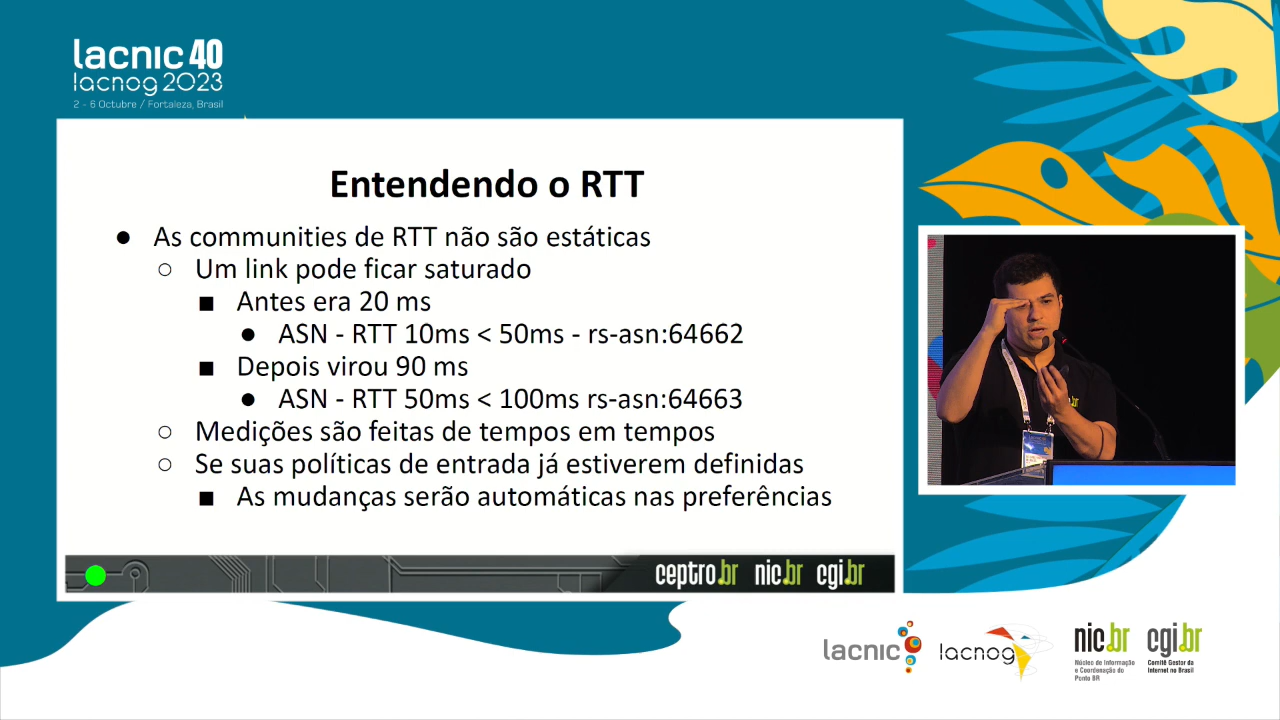 lacnic 40
lacnog 2023
2 - 6 Octubre / Fortaleza, Brasil
Entendendo o RTT
● As communities de RTT não são estáticas
○ Um link pode ficar saturado
■ Antes era 20 ms
● ASN - RTT 10ms < 50ms - rs-asn:64662
■ Depois virou 90 ms
● ASN - RTT 50ms < 100ms rs-asn:64663
○ Medições são feitas de tempos em tempos
○ Se suas políticas de entrada já estiverem definidas
■ As mudanças serão automáticas nas preferências
ceptro.br nic.br cgi.br
lacnic
lacnog
nic.br
Núcleo de Informação
e Coordenação do
Ponto BR
cgi.br
Comitê Gestor da
Internet no Brasil